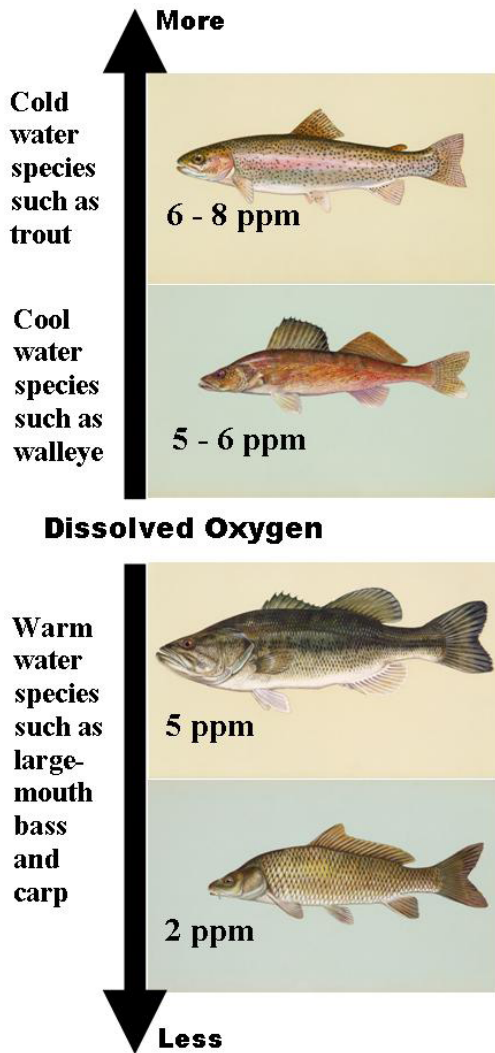 More
Cold
water
species
such as
trout
6 - 8 ppm
Cool
water
species
such as
walleye
5 - 6 ppm
Dissolved Oxygen
Warm
water
species
such as
large-
mouth
bass
and
carp
5 ppm
2 ppm
Less